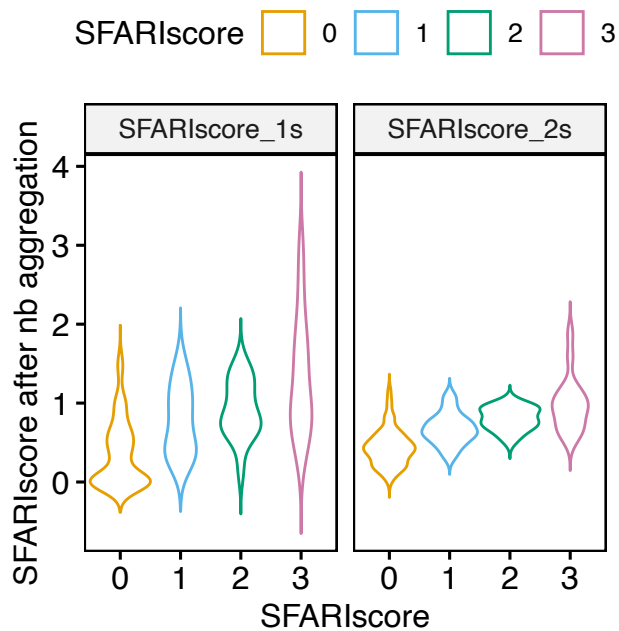 SFARIscore 0 1 2 3
SFARIscore_1s SFARIscore_2s
SFARIscore after nb aggregation
4
3
2
1
0
0 1 2 3 0 1 2 3
SFARIscore